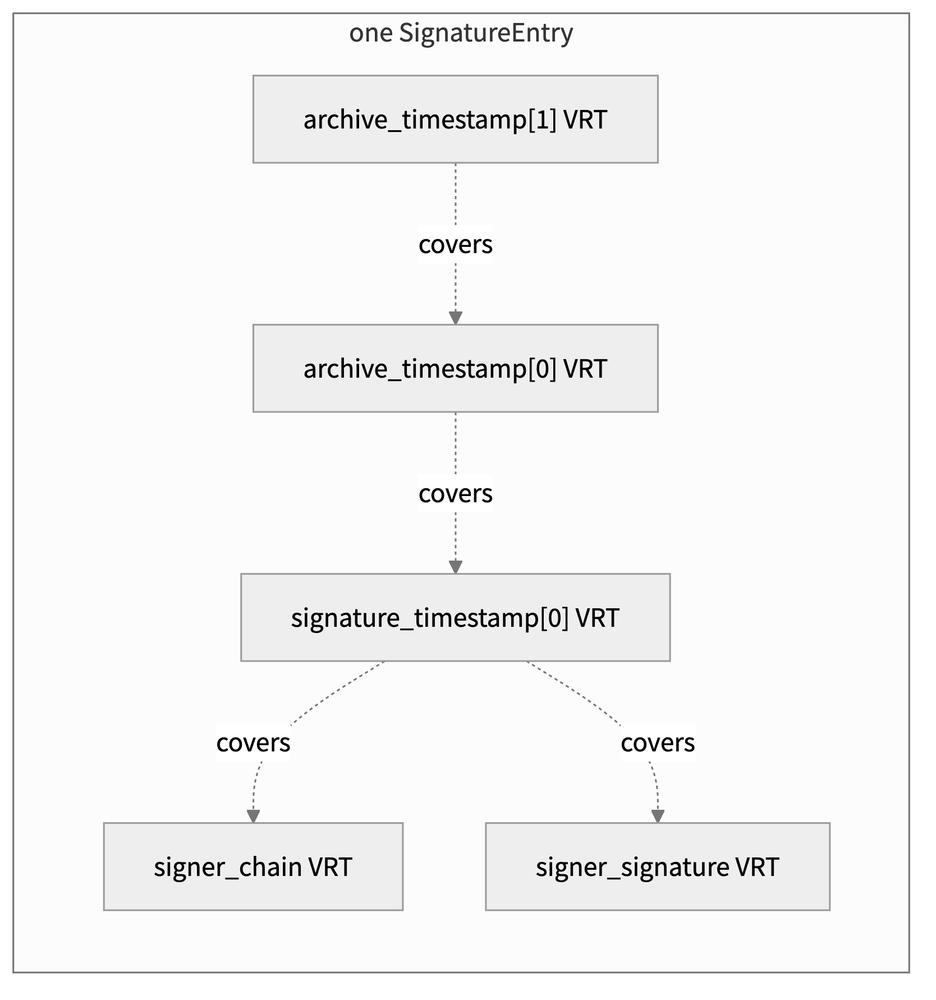 one SignatureEntry
archive_timestamp[1] VRT
covers
archive_timestamp[0] VRT
covers
signature_timestamp[0] VRT
covers
covers
signer_chain VRT
signer_signature VRT